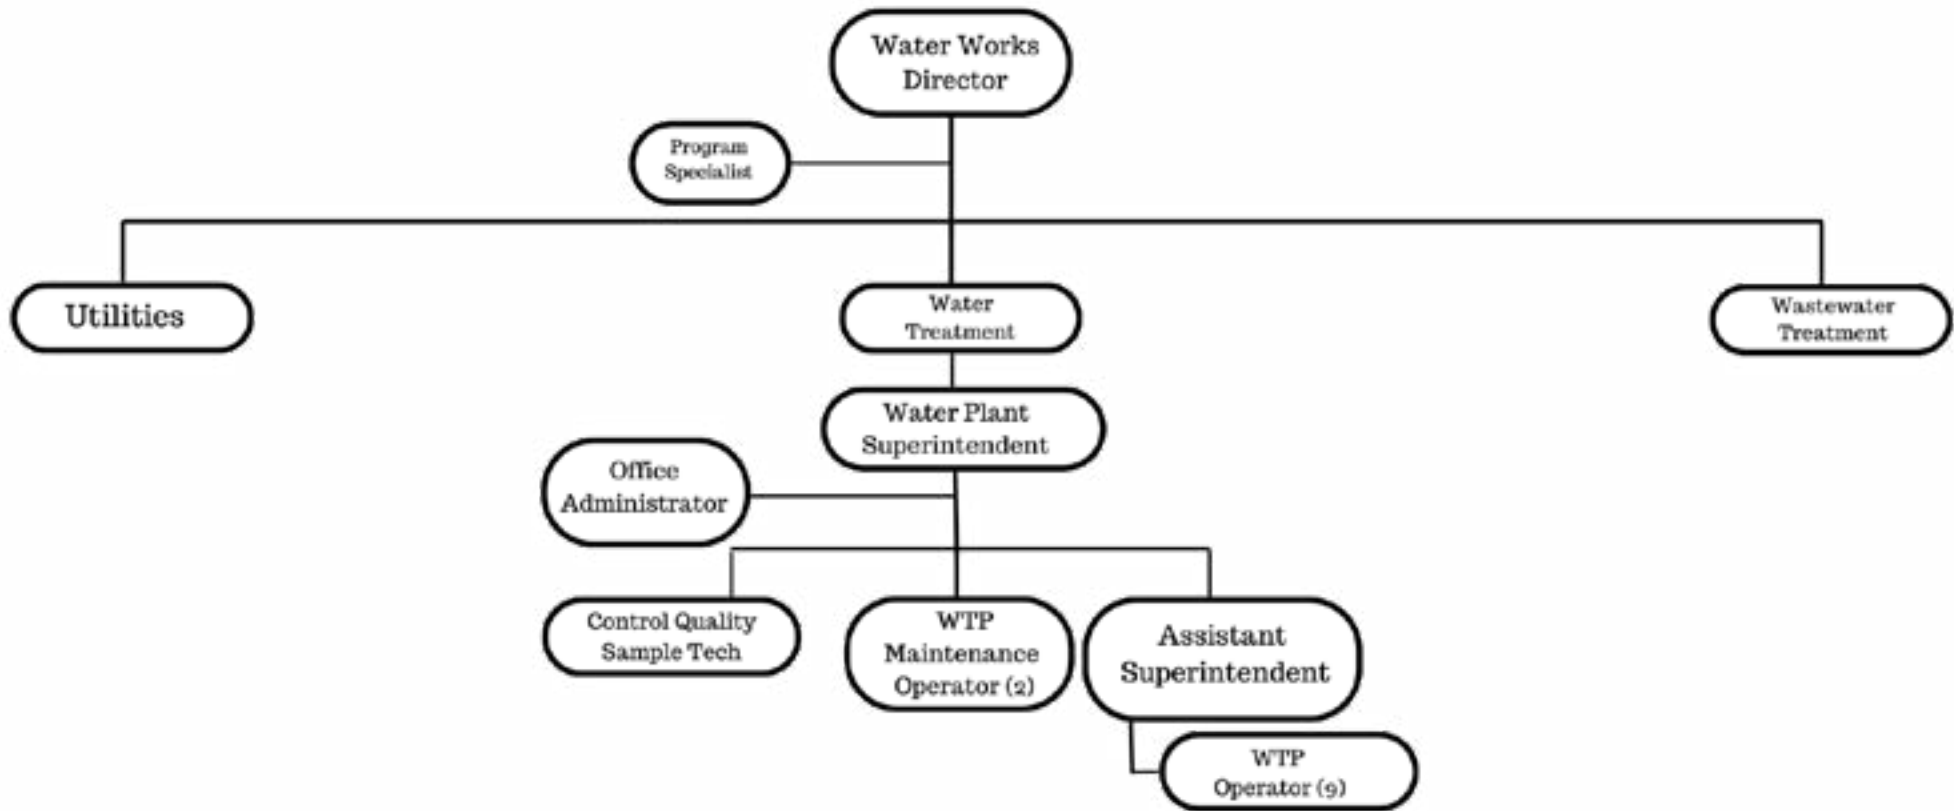 Water Works
Director
Program
Specialist
Utilities
Water
Treatment
Wastewater
Treatment
Water Plant
Superintendent
Office
Administrator
Control Quality
Sample Tech
WTP
Maintenance
Operator (2)
Assistant
Superintendent
WTP
Operator (9)